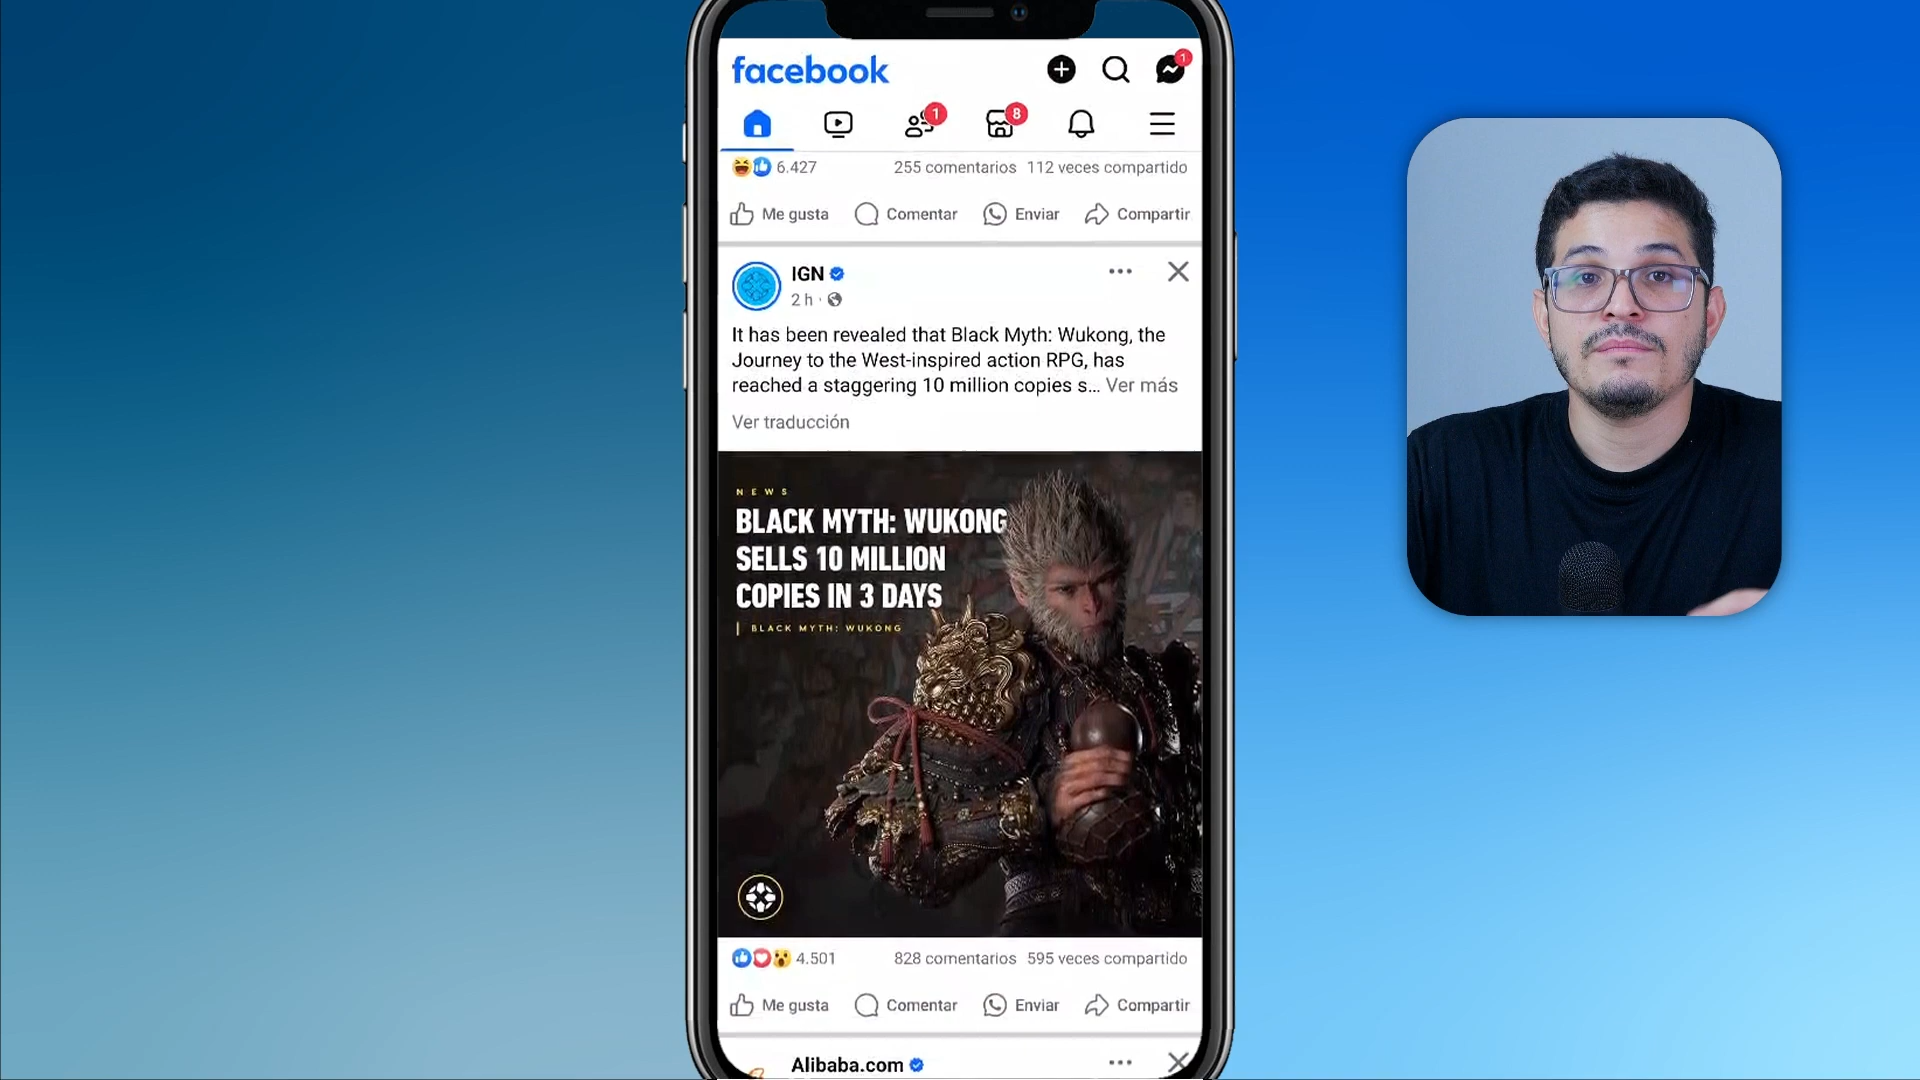 facebook
1
1
8
6.427
255 comentarios
112 veces compartido
Me gusta
Comentar
Enviar
Compartir
IGN
2 h ·
It has been revealed that Black Myth: Wukong, the
Journey to the West-inspired action RPG, has
reached a staggering 10 million copies s... Ver más
Ver traducción
NEWS
BLACK MYTH: WUKONG
SELLS 10 MILLION
COPIES IN 3 DAYS
BLACK MYTH: WUKONG
4.501
828 comentarios
595 veces compartido
Me gusta
Comentar
Enviar
Compartir
Alibaba.com